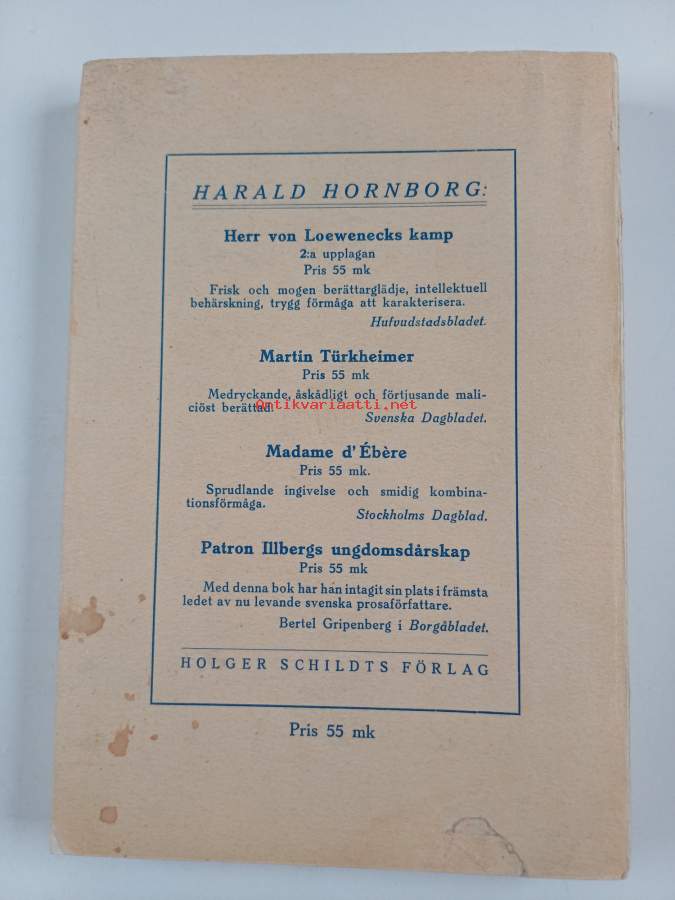 HARALD HORNBORG:
Herr von Loewenecks kamp
2:a upplagan
Pris 55 mk
Frisk och mogen berättarglädje, intellektuell
behärskning, trygg förmåga att karakterisera.
Hufvudstadsbladet.
Martin Türkheimer
Pris 55 mk
Medryckande, åskådligt och förtjusande mali-
ciöst berättad.
Antikvariaatti.net
Svenska Dagbladet.
Madame d'Ébère
Pris 55 mk.
Sprudlande ingivelse och smidig kombina-
tionsförmåga.
Stockholms Dagblad.
Patron Illbergs ungdomsdårskap
Pris 55 mk
Med denna bok har han intagit sin plats i främsta
ledet av nu levande svenska prosaförfattare.
Bertel Gripenberg i Borgåbladet.
HOLGER SCHILDTS FÖRLAG
Pris 55 mk